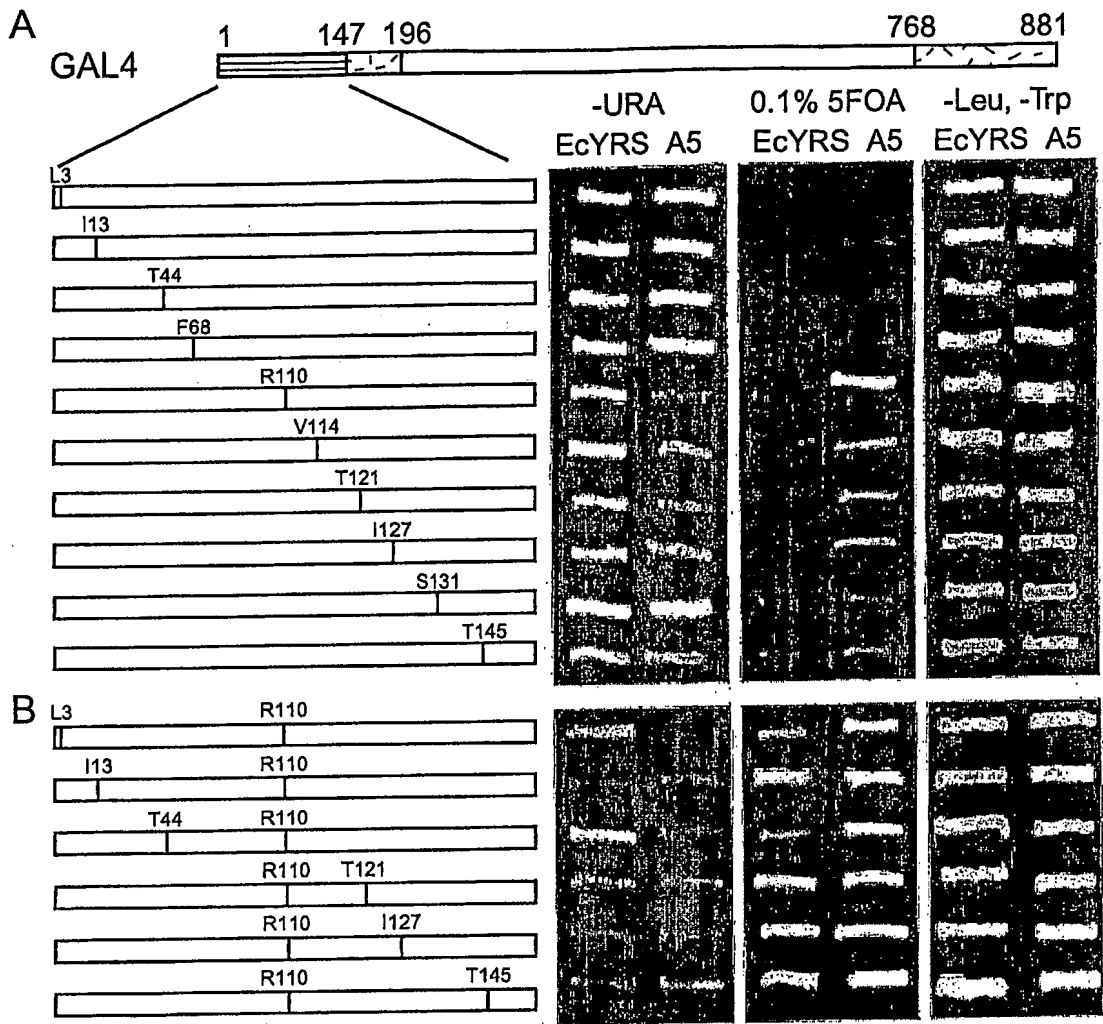 A
1 147 196 768 881
GAL4
-URA 0.1% 5FOA -Leu, -Trp
EcYRS A5 EcYRS A5 EcYRS A5
L3
I13
T44
F68
R110
V114
T121
I127
S131
T145
B
L3 R110
I13 R110
T44 R110
R110 T121
R110 I127
R110 T145